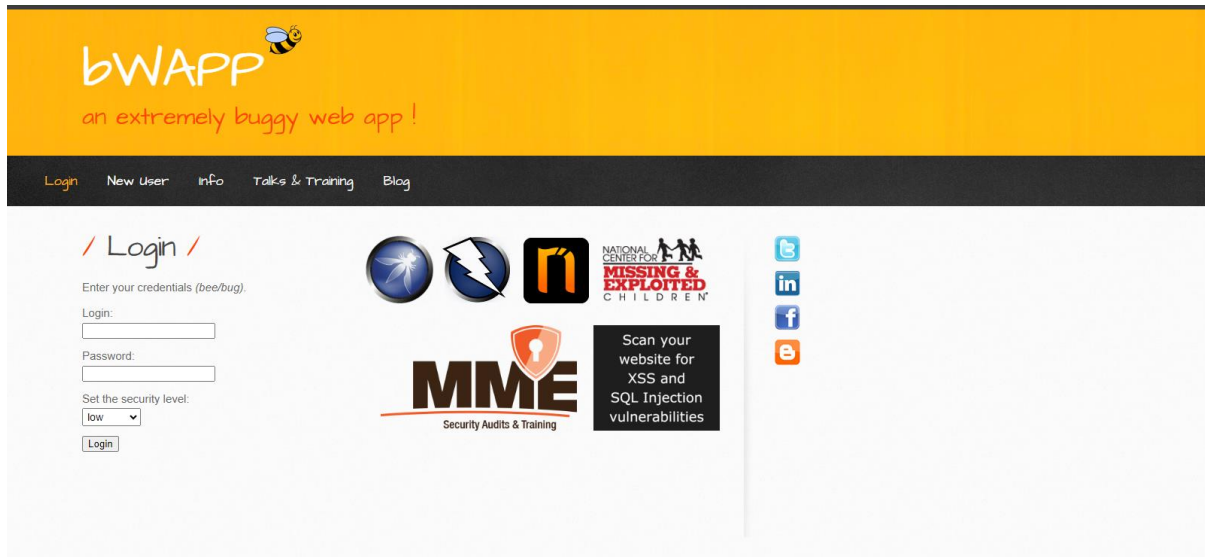 bWAPP
an extremely buggy web app !
Login New User Info Talks & Training Blog
/ Login /
Enter your credentials (bee/bug).
Login:
Password:
Set the security level:
low
Login
n
NATIONAL
CENTER FOR
MISSING &
EXPLOITED
CHILDREN
MME
Security Audits & Training
Scan your
website for
XSS and
SQL Injection
vulnerabilities
t
in
f
B